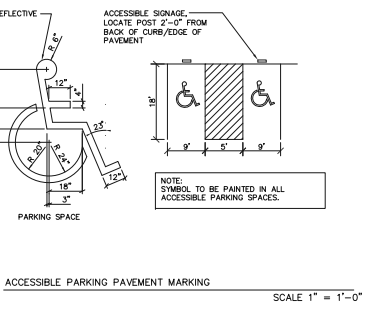 EFLECTIVE
R 6"
12"
4"
23°
R 20"
R 24"
18"
3"
12"
PARKING SPACE
ACCESSIBLE SIGNAGE,
LOCATE POST 2'-0" FROM
BACK OF CURB/EDGE OF
PAVEMENT
18'
9'
5'
9'
NOTE:
SYMBOL TO BE PAINTED IN ALL
ACCESSIBLE PARKING SPACES.
ACCESSIBLE PARKING PAVEMENT MARKING
SCALE 1" = 1'-0"